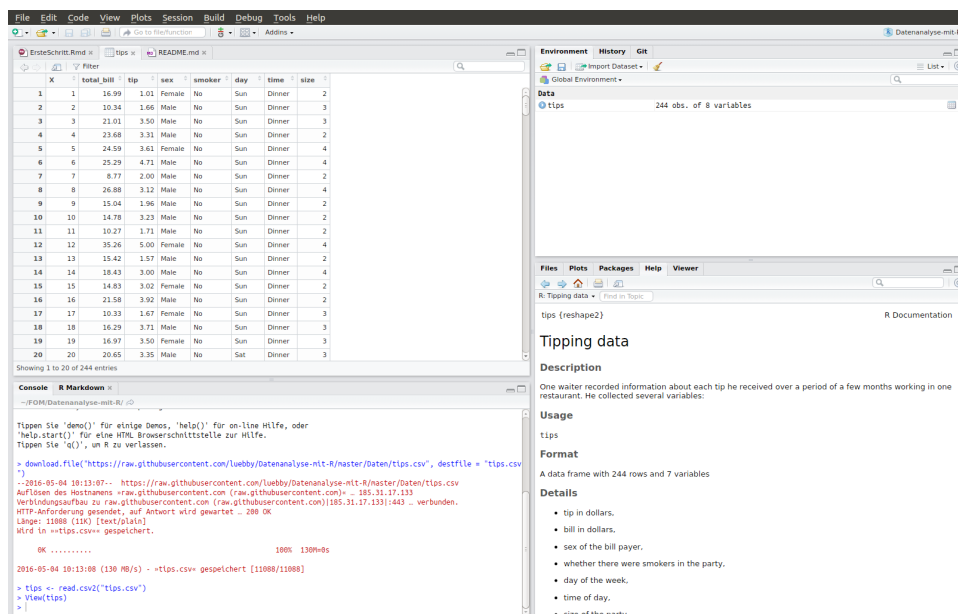 File Edit Code View Plots Session Build Debug Tools Help
Go to file/function Addins
Datenanalyse-mit-R
ErsteSchritt.Rmd × tips × README.md ×
Filter
X total_bill tip sex smoker day time size
1 1 16.99 1.01 Female No Sun Dinner 2
2 2 10.34 1.66 Male No Sun Dinner 3
3 3 21.01 3.50 Male No Sun Dinner 3
4 4 23.68 3.31 Male No Sun Dinner 2
5 5 24.59 3.61 Female No Sun Dinner 4
6 6 25.29 4.71 Male No Sun Dinner 4
7 7 8.77 2.00 Male No Sun Dinner 2
8 8 26.88 3.12 Male No Sun Dinner 4
9 9 15.04 1.96 Male No Sun Dinner 2
10 10 14.78 3.23 Male No Sun Dinner 2
11 11 10.27 1.71 Male No Sun Dinner 2
12 12 35.26 5.00 Female No Sun Dinner 4
13 13 15.42 1.57 Male No Sun Dinner 2
14 14 18.43 3.00 Male No Sun Dinner 4
15 15 14.83 3.02 Female No Sun Dinner 2
16 16 21.58 3.92 Male No Sun Dinner 2
17 17 10.33 1.67 Female No Sun Dinner 3
18 18 16.29 3.71 Male No Sun Dinner 3
19 19 16.97 3.50 Female No Sun Dinner 3
20 20 20.65 3.35 Male No Sat Dinner 3
Showing 1 to 20 of 244 entries
Console R Markdown ×
~/FOM/Datenanalyse-mit-R/
Tippen Sie 'demo()' für einige Demos, 'help()' für on-line Hilfe, oder
'help.start()' für eine HTML Browserschnittstelle zur Hilfe.
Tippen Sie 'q()', um R zu verlassen.
> download.file("https://raw.githubusercontent.com/luebby/Datenanalyse-mit-R/master/Daten/tips.csv", destfile = "tips.csv
")
--2016-05-04 10:13:07-- https://raw.githubusercontent.com/luebby/Datenanalyse-mit-R/master/Daten/tips.csv
Auflösen des Hostnamens »raw.githubusercontent.com (raw.githubusercontent.com)« … 185.31.17.133
Verbindungsaufbau zu raw.githubusercontent.com (raw.githubusercontent.com)|185.31.17.133|:443 … verbunden.
HTTP-Anforderung gesendet, auf Antwort wird gewartet … 200 OK
Länge: 11088 (11K) [text/plain]
Wird in »»tips.csv«« gespeichert.
0K .......... 100% 130M=0s
2016-05-04 10:13:08 (130 MB/s) - »tips.csv« gespeichert [11088/11088]
> tips <- read.csv2("tips.csv")
> View(tips)
>
Environment History Git
Import Dataset List
Global Environment
Data
tips 244 obs. of 8 variables
Files Plots Packages Help Viewer
R: Tipping data Find in Topic
tips {reshape2} R Documentation
Tipping data
Description
One waiter recorded information about each tip he received over a period of a few months working in one
restaurant. He collected several variables:
Usage
tips
Format
A data frame with 244 rows and 7 variables
Details
• tip in dollars,
• bill in dollars,
• sex of the bill payer,
• whether there were smokers in the party,
• day of the week,
• time of day,
• size of the party